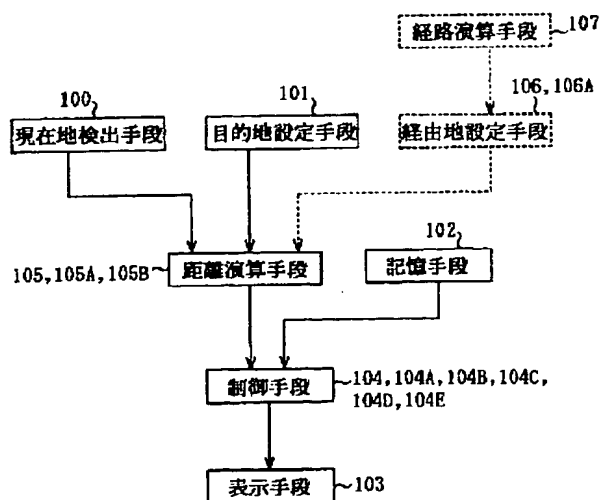 経路演算手段
107
100
101
106,106A
現在地検出手段
目的地設定手段
経由地設定手段
102
105,105A,105B
距離演算手段
記憶手段
制御手段
104,104A,104B,104C,
104D,104E
表示手段
103